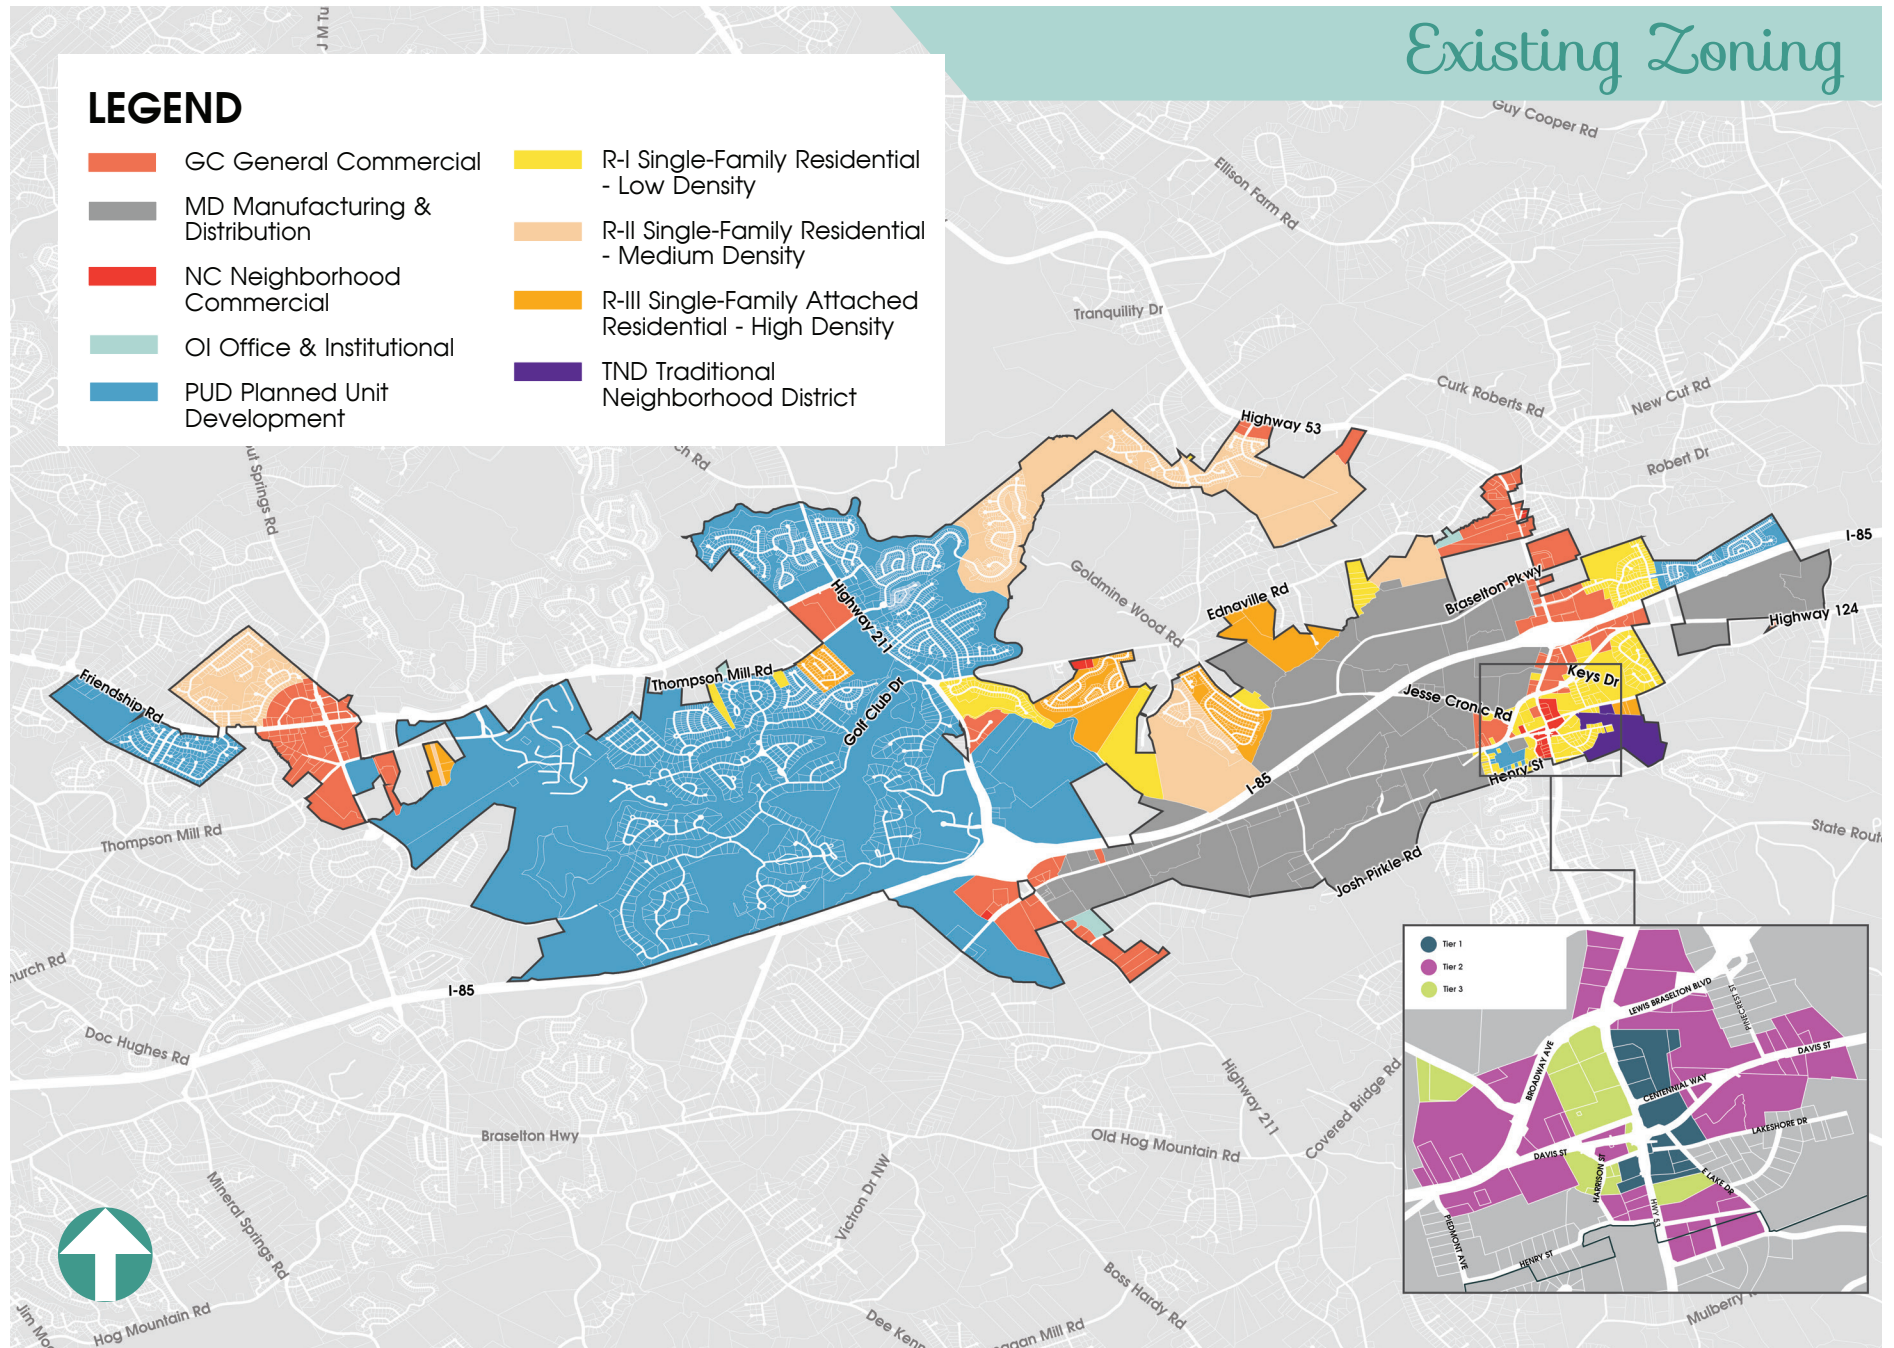 Existing Zoning
LEGEND
GC General Commercial
MD Manufacturing &
Distribution
NC Neighborhood
Commercial
OI Office & Institutional
PUD Planned Unit
Development
R-I Single-Family Residential
- Low Density
R-II Single-Family Residential
- Medium Density
R-III Single-Family Attached
Residential - High Density
TND Traditional
Neighborhood District
Guy Cooper Rd
Ellison Farm Rd
Tranquility Dr
Curk Roberts Rd
New Cut Rd
Highway 53
Robert Dr
I-85
Goldmine Wood Rd
Ednaville Rd
Braselton Pkwy
Highway 124
Highway 211
Thompson Mill Rd
Golf Club Dr
Friendship Rd
Keys Dr
Jesse Cronic Rd
Henry St
I-85
Josh Pirkle Rd
Thompson Mill Rd
I-85
Doc Hughes Rd
Braselton Hwy
Mineral Springs Rd
Hog Mountain Rd
Victron Dr NW
Old Hog Mountain Rd
Highway 211
Covered Bridge Rd
Boss Hardy Rd
Tier 1
Tier 2
Tier 3
LEWIS BRASELTON BLVD
PINECREST ST
DAVIS ST
BROADWAY AVE
CENTENNIAL WAY
LAKESHORE DR
DAVIS ST
HARRISON ST
E LAKE DR
HWY 53
PIEDMONT AVE
HENRY ST